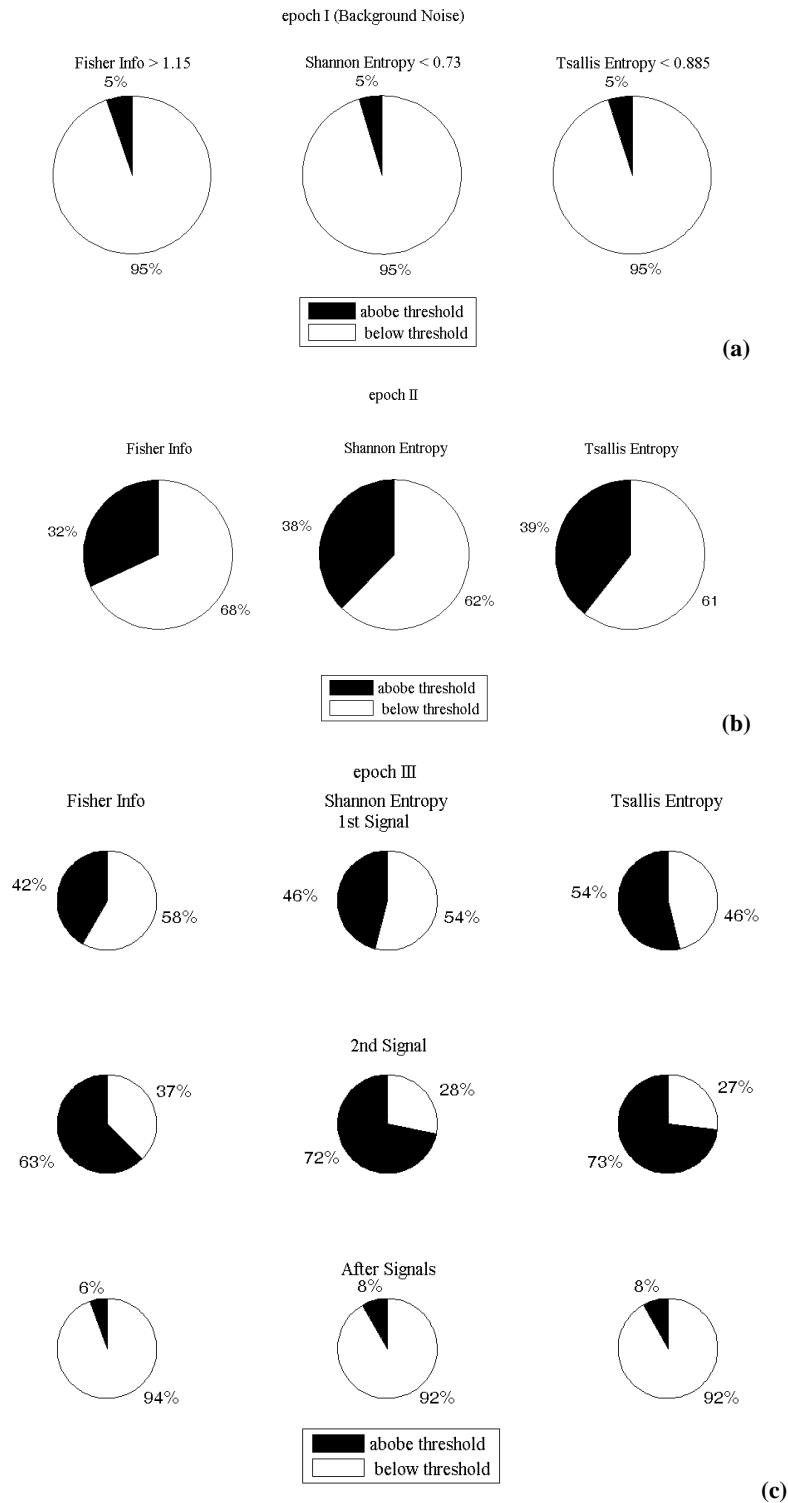 epoch I (Background Noise)
Fisher Info > 1.15
Shannon Entropy < 0.73
Tsallis Entropy < 0.885
5%
5%
5%
95%
95%
95%
abobe threshold
below threshold
(a)
epoch II
Fisher Info
Shannon Entropy
Tsallis Entropy
32%
38%
39%
68%
62%
61
abobe threshold
below threshold
(b)
epoch III
Fisher Info
Shannon Entropy
Tsallis Entropy
1st Signal
42%
58%
46%
54%
54%
46%
2nd Signal
37%
28%
27%
63%
72%
73%
After Signals
6%
8%
8%
94%
92%
92%
abobe threshold
below threshold
(c)